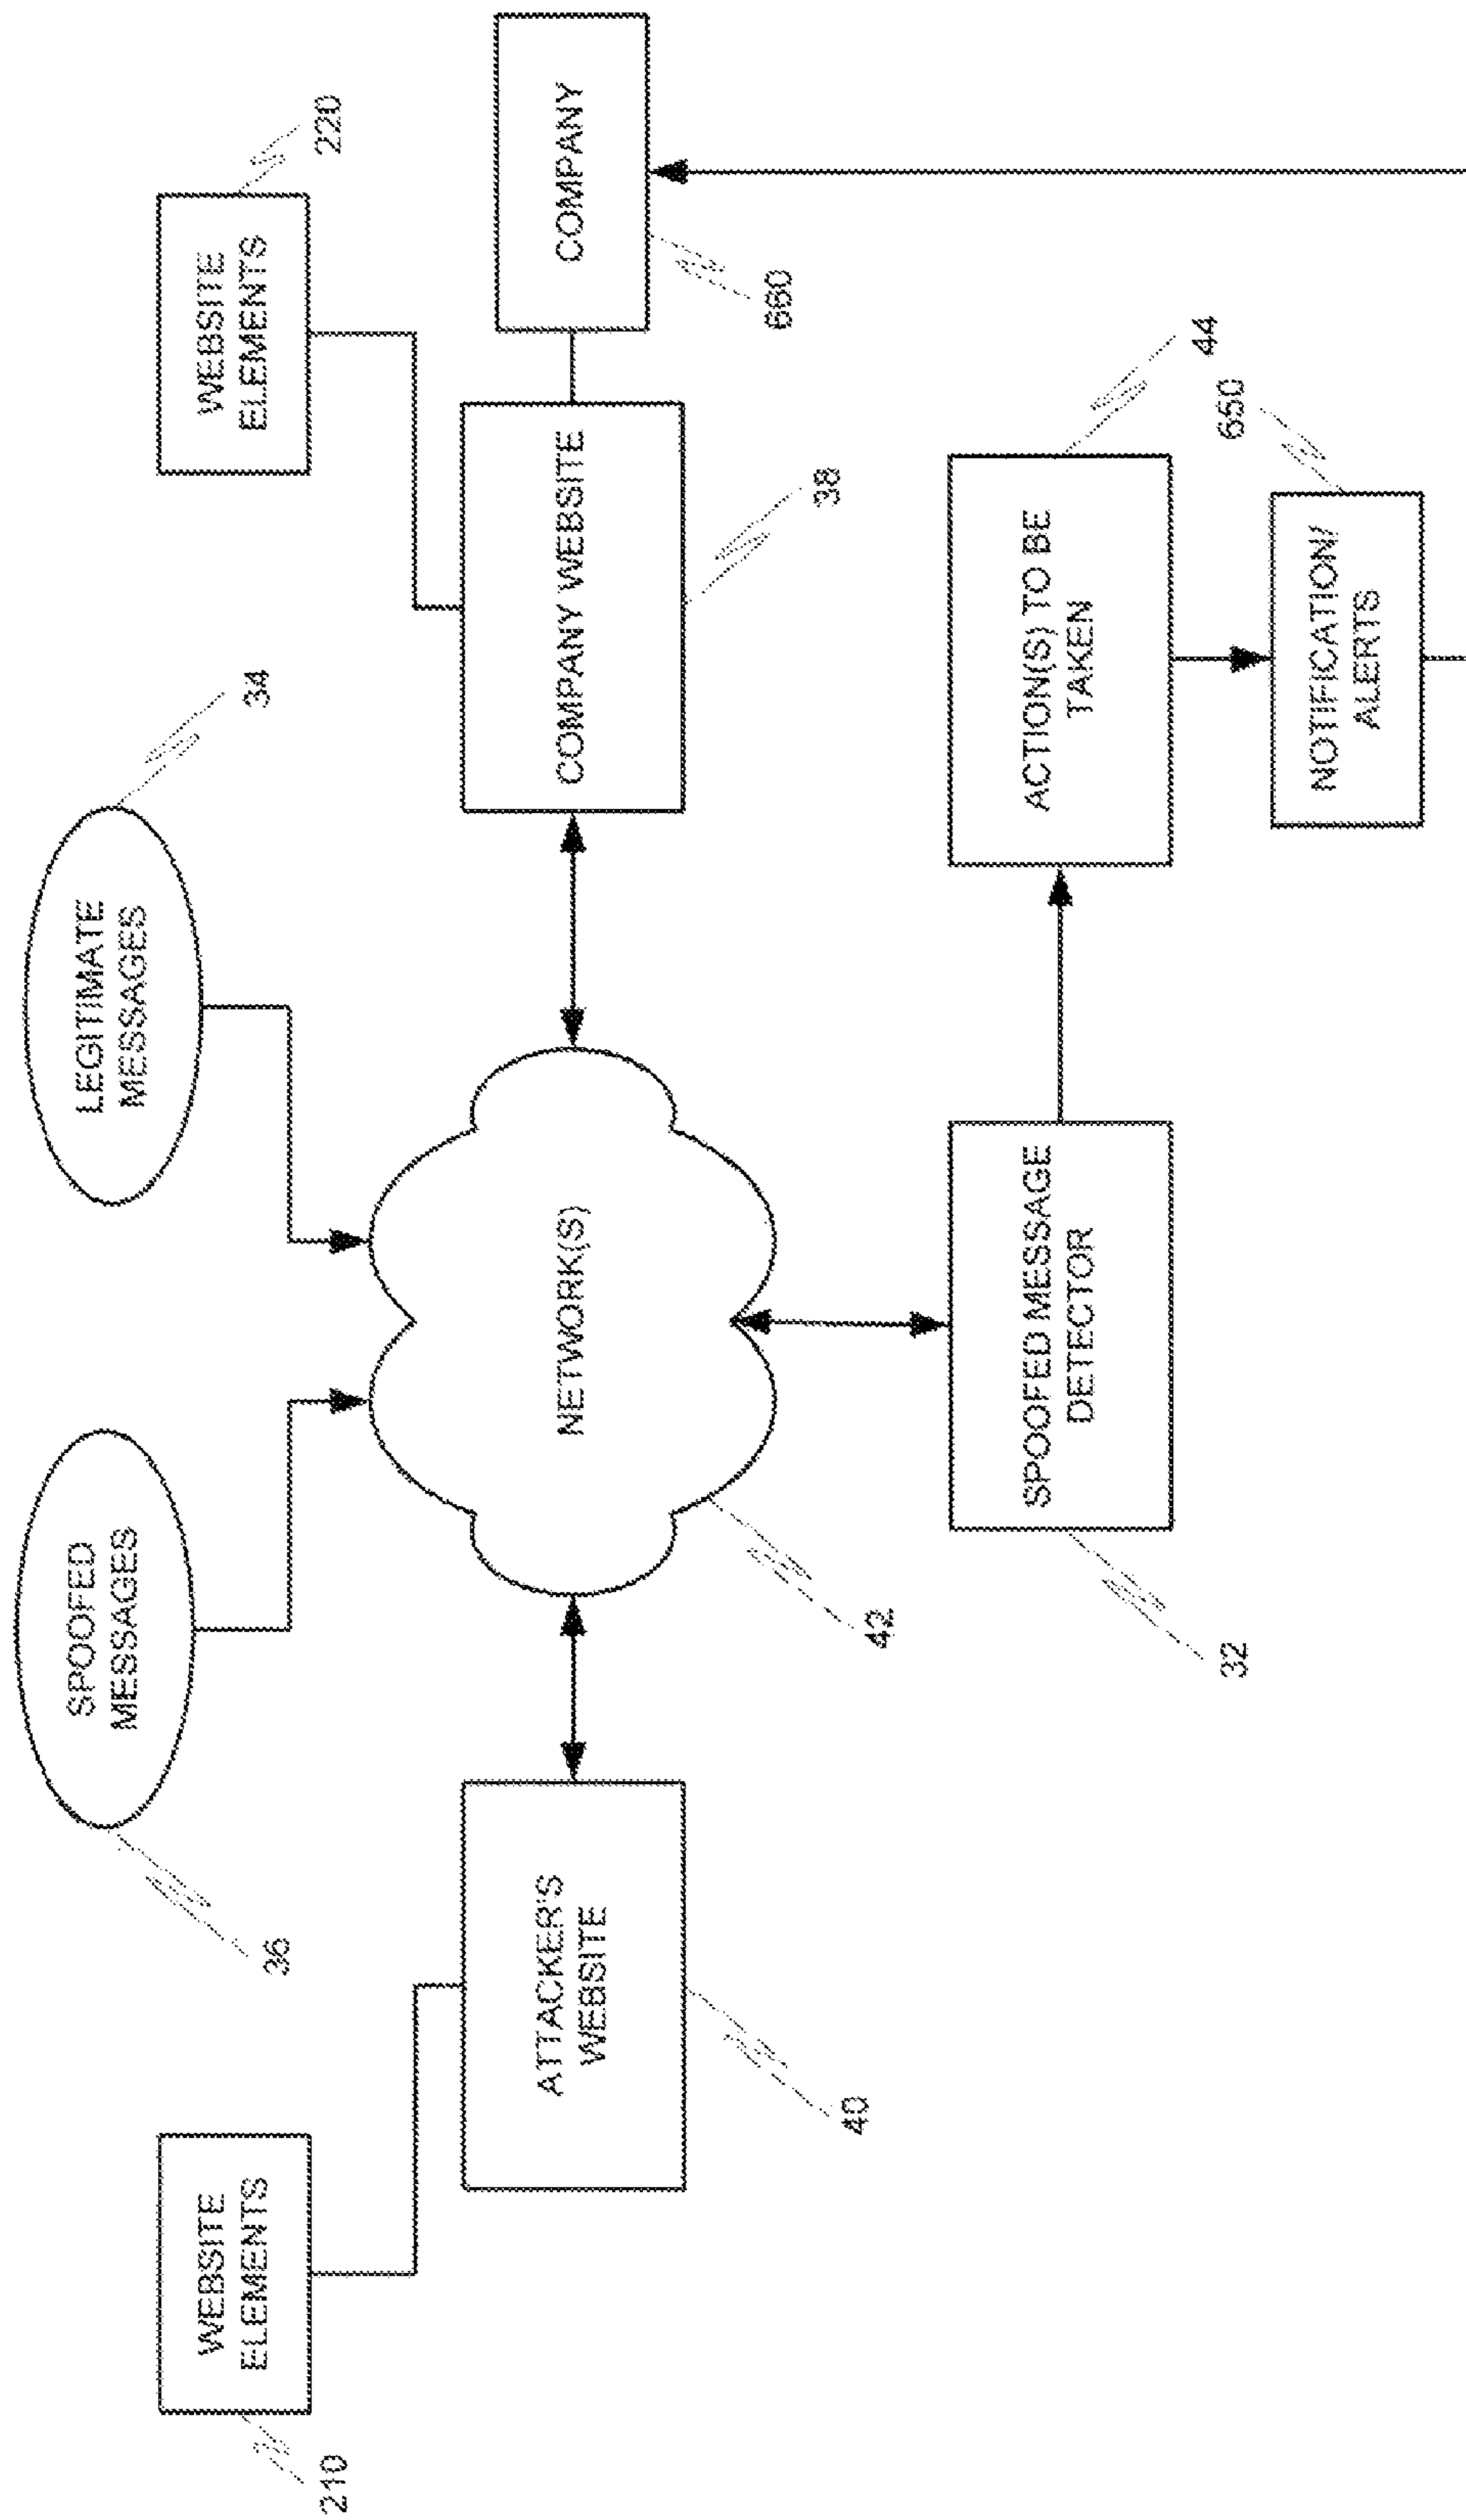 SPOOFED
MESSAGES
LEGITIMATE
MESSAGES
36
34
WEBSITE
ELEMENTS
210
WEBSITE
ELEMENTS
220
ATTACKER'S
WEBSITE
40
NETWORK(S)
42
COMPANY WEBSITE
38
COMPANY
660
SPOOFED MESSAGE
DETECTOR
32
ACTION(S) TO BE
TAKEN
44
NOTIFICATION/
ALERTS
650